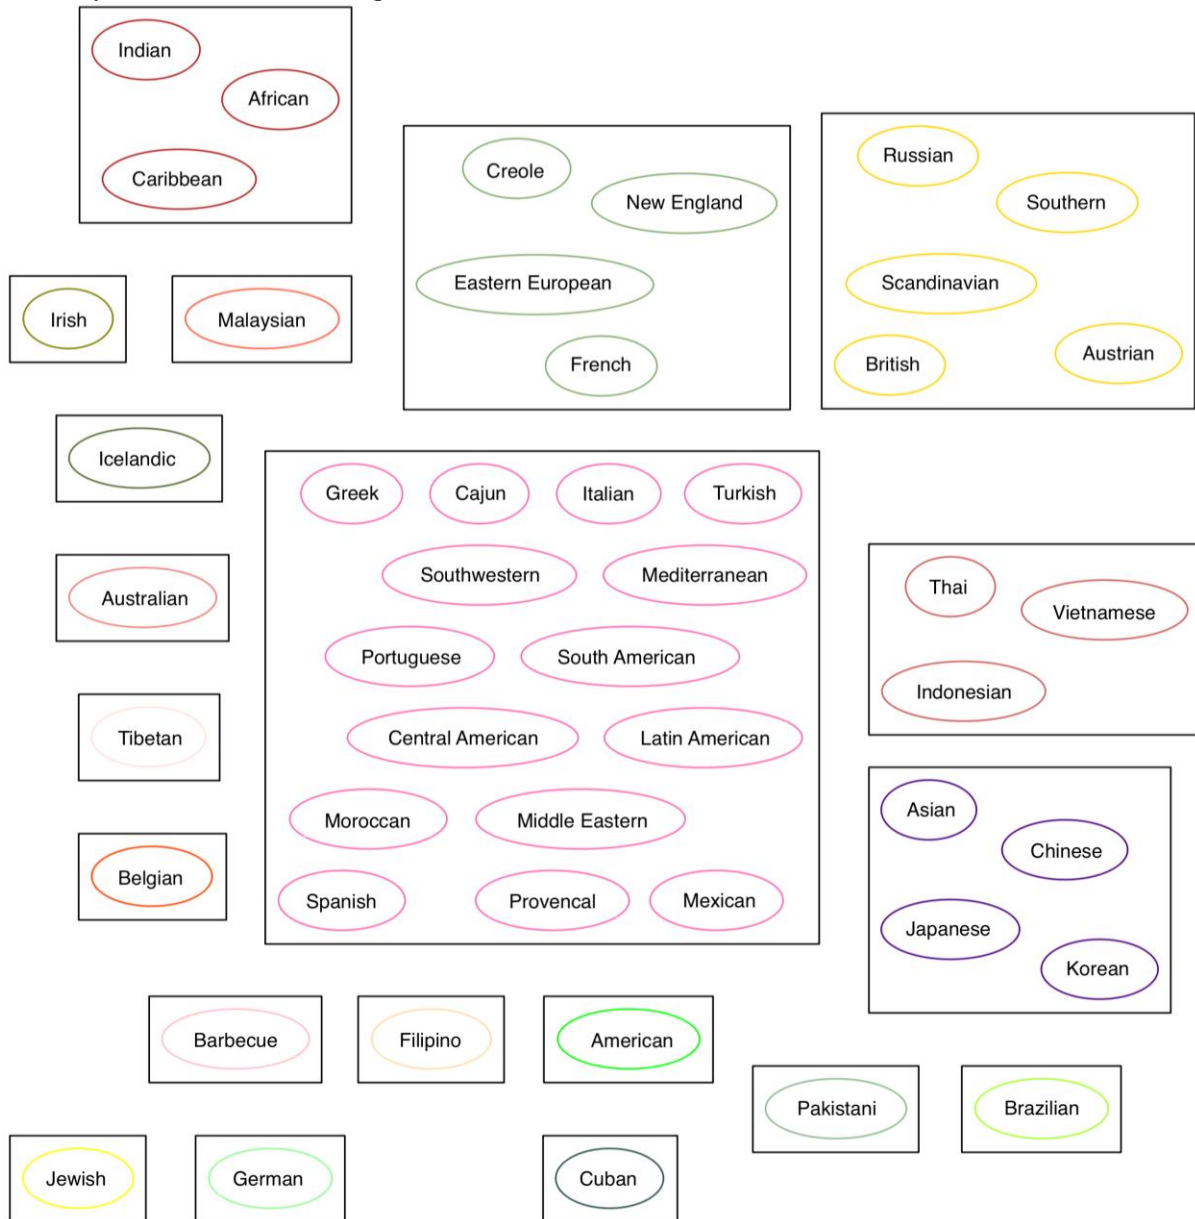 Indian
African
Caribbean
Creole
New England
Eastern European
French
Russian
Southern
Scandinavian
British
Austrian
Irish
Malaysian
Icelandic
Australian
Tibetan
Belgian
Greek
Cajun
Italian
Turkish
Southwestern
Mediterranean
Portuguese
South American
Central American
Latin American
Moroccan
Middle Eastern
Spanish
Provencal
Mexican
Thai
Vietnamese
Indonesian
Asian
Chinese
Japanese
Korean
Barbecue
Filipino
American
Pakistani
Brazilian
Jewish
German
Cuban